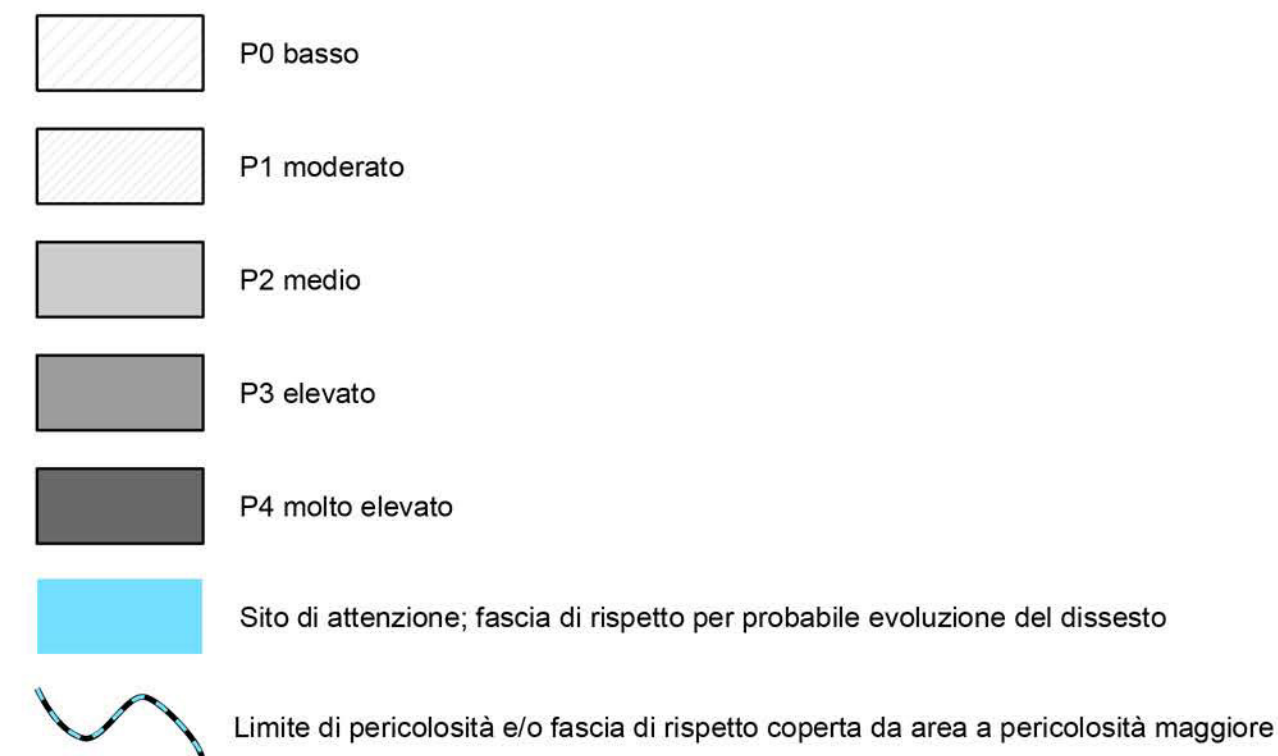 P0 basso
P1 moderato
P2 medio
P3 elevato
P4 molto elevato
Sito di attenzione; fascia di rispetto per probabile evoluzione del dissesto
Limite di pericolosità e/o fascia di rispetto coperta da area a pericolosità maggiore